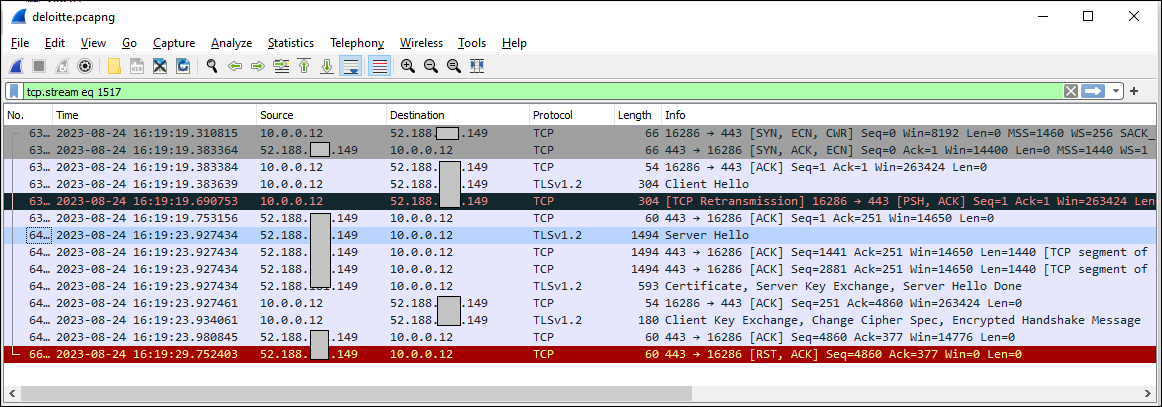 deloitte.pcapng
File Edit View Go Capture Analyze Statistics Telephony Wireless Tools Help
tcp.stream eq 1517
No. Time Source Destination Protocol Length Info
63… 2023-08-24 16:19:19.310815 10.0.0.12 52.188. .149 TCP 66 16286 → 443 [SYN, ECN, CWR] Seq=0 Win=8192 Len=0 MSS=1460 WS=256 SACK_
63… 2023-08-24 16:19:19.383364 52.188. .149 10.0.0.12 TCP 66 443 → 16286 [SYN, ACK, ECN] Seq=0 Ack=1 Win=14400 Len=0 MSS=1440 WS=1
63… 2023-08-24 16:19:19.383384 10.0.0.12 52.188. .149 TCP 54 16286 → 443 [ACK] Seq=1 Ack=1 Win=263424 Len=0
63… 2023-08-24 16:19:19.383639 10.0.0.12 52.188. .149 TLSv1.2 304 Client Hello
63… 2023-08-24 16:19:19.690753 10.0.0.12 52.188. .149 TCP 304 [TCP Retransmission] 16286 → 443 [PSH, ACK] Seq=1 Ack=1 Win=263424 Len
63… 2023-08-24 16:19:19.753156 52.188. .149 10.0.0.12 TCP 60 443 → 16286 [ACK] Seq=1 Ack=251 Win=14650 Len=0
64… 2023-08-24 16:19:23.927434 52.188. .149 10.0.0.12 TLSv1.2 1494 Server Hello
64… 2023-08-24 16:19:23.927434 52.188. .149 10.0.0.12 TCP 1494 443 → 16286 [ACK] Seq=1441 Ack=251 Win=14650 Len=1440 [TCP segment of
64… 2023-08-24 16:19:23.927434 52.188. .149 10.0.0.12 TCP 1494 443 → 16286 [ACK] Seq=2881 Ack=251 Win=14650 Len=1440 [TCP segment of
64… 2023-08-24 16:19:23.927434 52.188. .149 10.0.0.12 TLSv1.2 593 Certificate, Server Key Exchange, Server Hello Done
64… 2023-08-24 16:19:23.927461 10.0.0.12 52.188. .149 TCP 54 16286 → 443 [ACK] Seq=251 Ack=4860 Win=263424 Len=0
64… 2023-08-24 16:19:23.934061 10.0.0.12 52.188. .149 TLSv1.2 180 Client Key Exchange, Change Cipher Spec, Encrypted Handshake Message
64… 2023-08-24 16:19:23.980845 52.188. .149 10.0.0.12 TCP 60 443 → 16286 [ACK] Seq=4860 Ack=377 Win=14776 Len=0
66… 2023-08-24 16:19:29.752403 52.188. .149 10.0.0.12 TCP 60 443 → 16286 [RST, ACK] Seq=4860 Ack=377 Win=0 Len=0